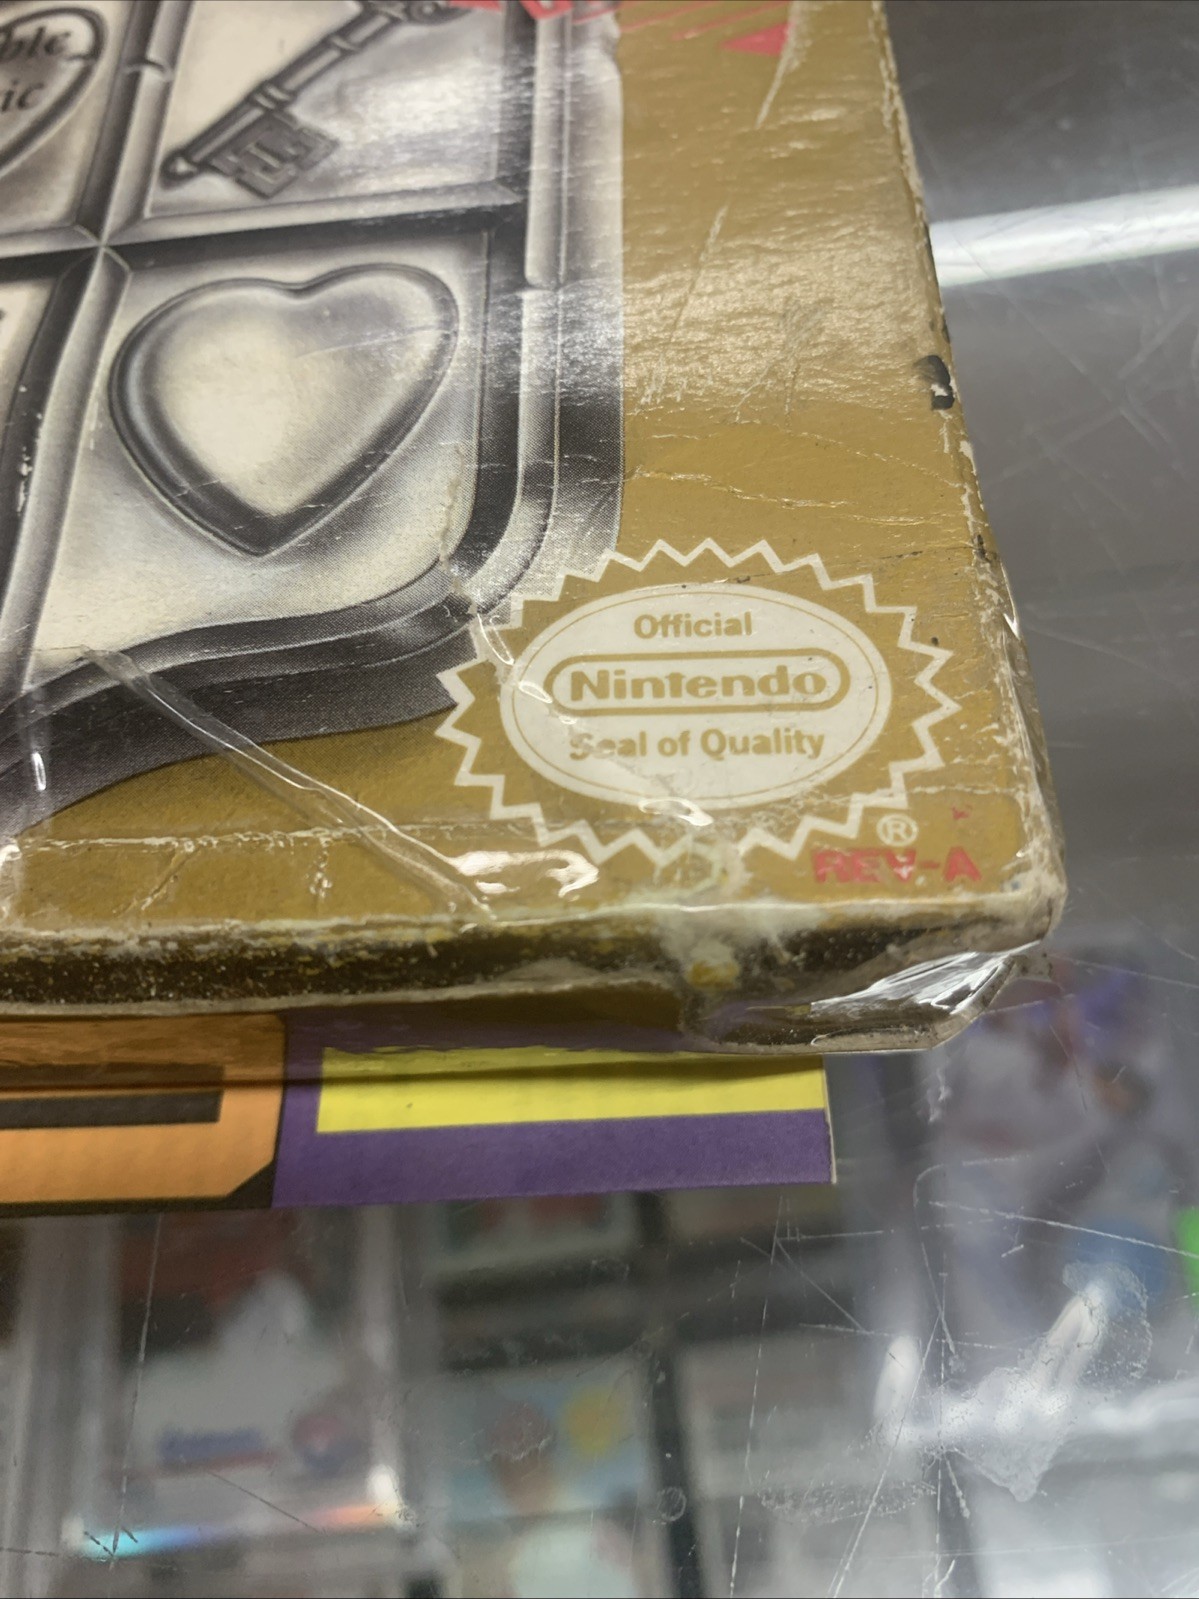 Official
Nintendo
Seal of Quality
®
REV-A